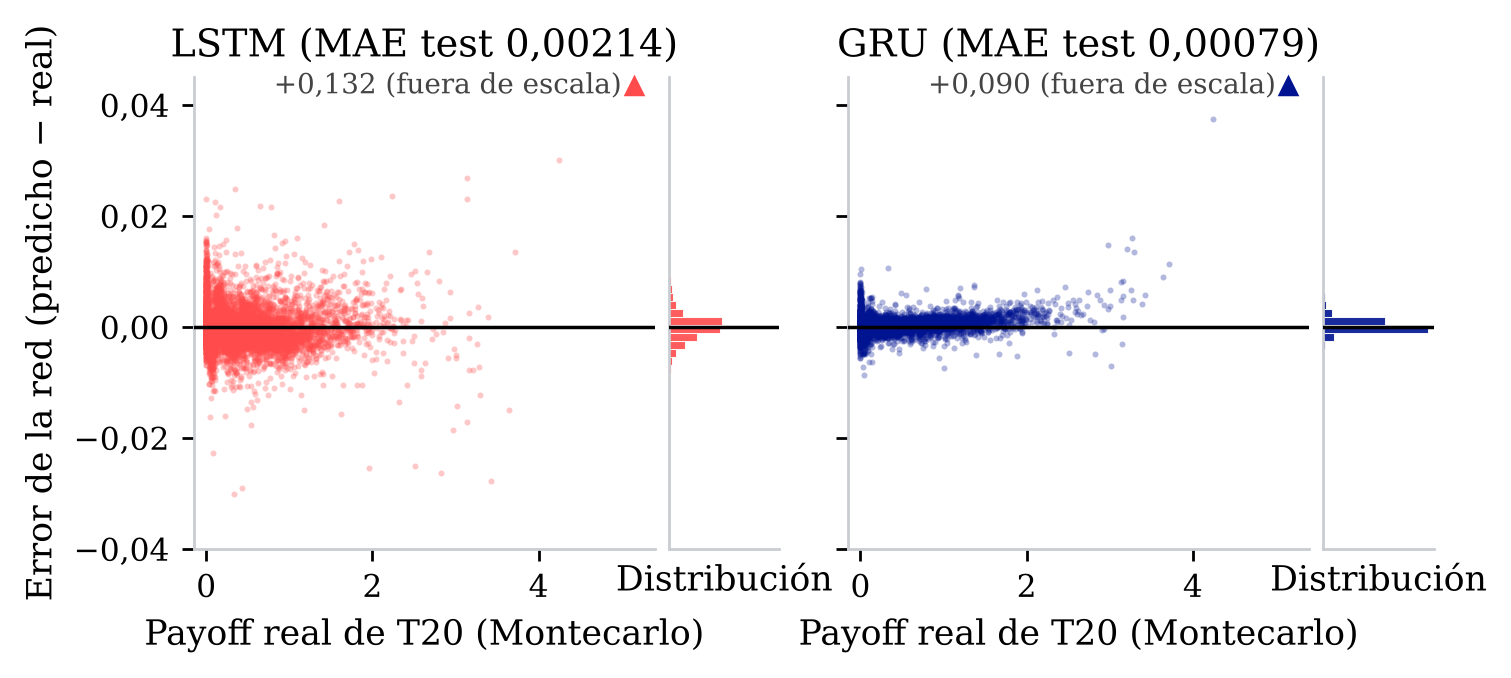 LSTM (MAE test 0,00214)
GRU (MAE test 0,00079)
+0,132 (fuera de escala)
+0,090 (fuera de escala)
Error de la red (predicho − real)
0,04
0,02
0,00
−0,02
−0,04
0 2 4
Distribución
0 2 4
Distribución
Payoff real de T20 (Montecarlo)
Payoff real de T20 (Montecarlo)